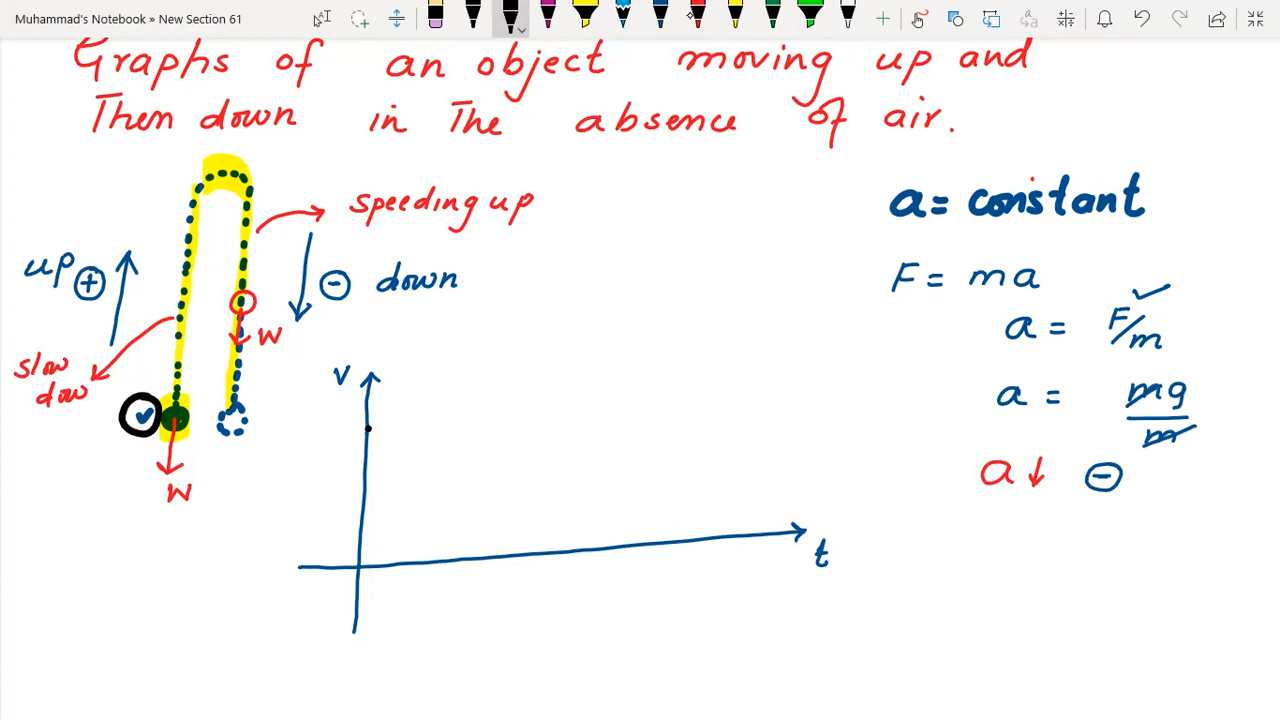 Muhammad's Notebook » New Section 61
Graphs of an object moving up and
Then down in The absence of air.
speeding up
up +
- down
W
slow
dow
W
a = constant
F = ma
a = F/m
a = mg
m
a↓ -
v
t